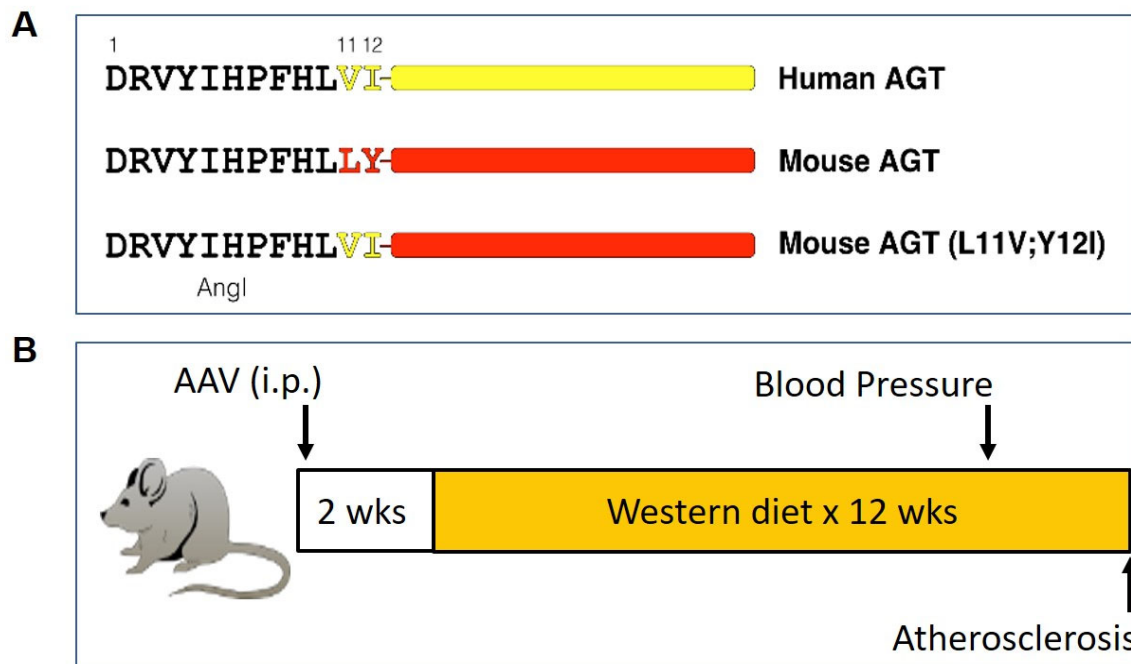 A
1 11 12
DRVYIHPFHLVI Human AGT
DRVYIHPFHLLY Mouse AGT
DRVYIHPFHLVI Mouse AGT (L11V;Y12I)
AngI
B
AAV (i.p.) Blood Pressure
2 wks Western diet x 12 wks
Atherosclerosis